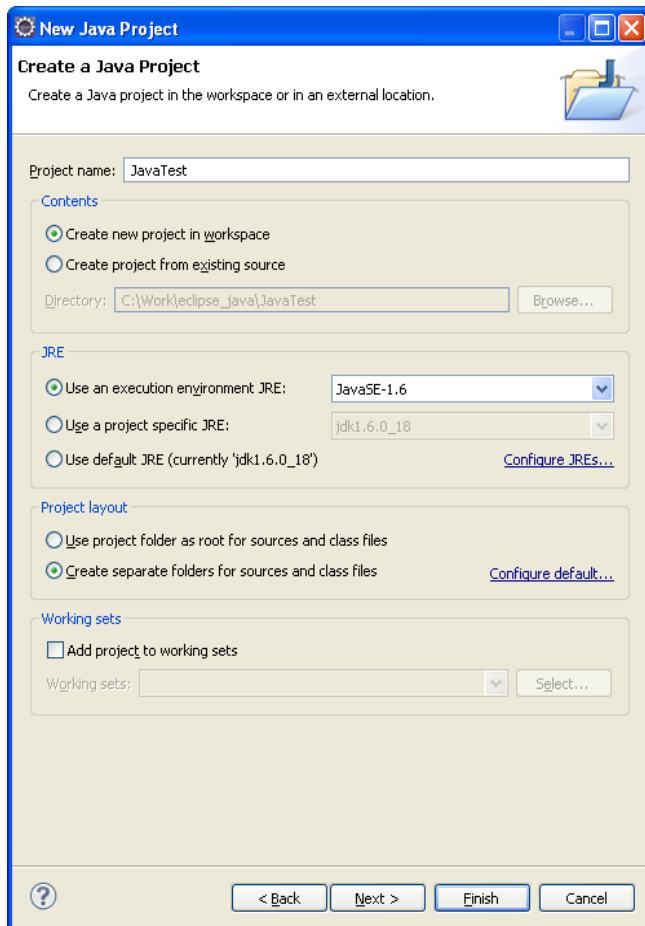 New Java Project
Create a Java Project
Create a Java project in the workspace or in an external location.
Project name: JavaTest
Contents
Create new project in workspace
Create project from existing source
Directory: C:\Work\eclipse_java\JavaTest Browse...
JRE
Use an execution environment JRE: JavaSE-1.6
Use a project specific JRE: jdk1.6.0_18
Use default JRE (currently 'jdk1.6.0_18') Configure JREs...
Project layout
Use project folder as root for sources and class files
Create separate folders for sources and class files Configure default...
Working sets
Add project to working sets
Working sets: Select...
? < Back Next > Finish Cancel